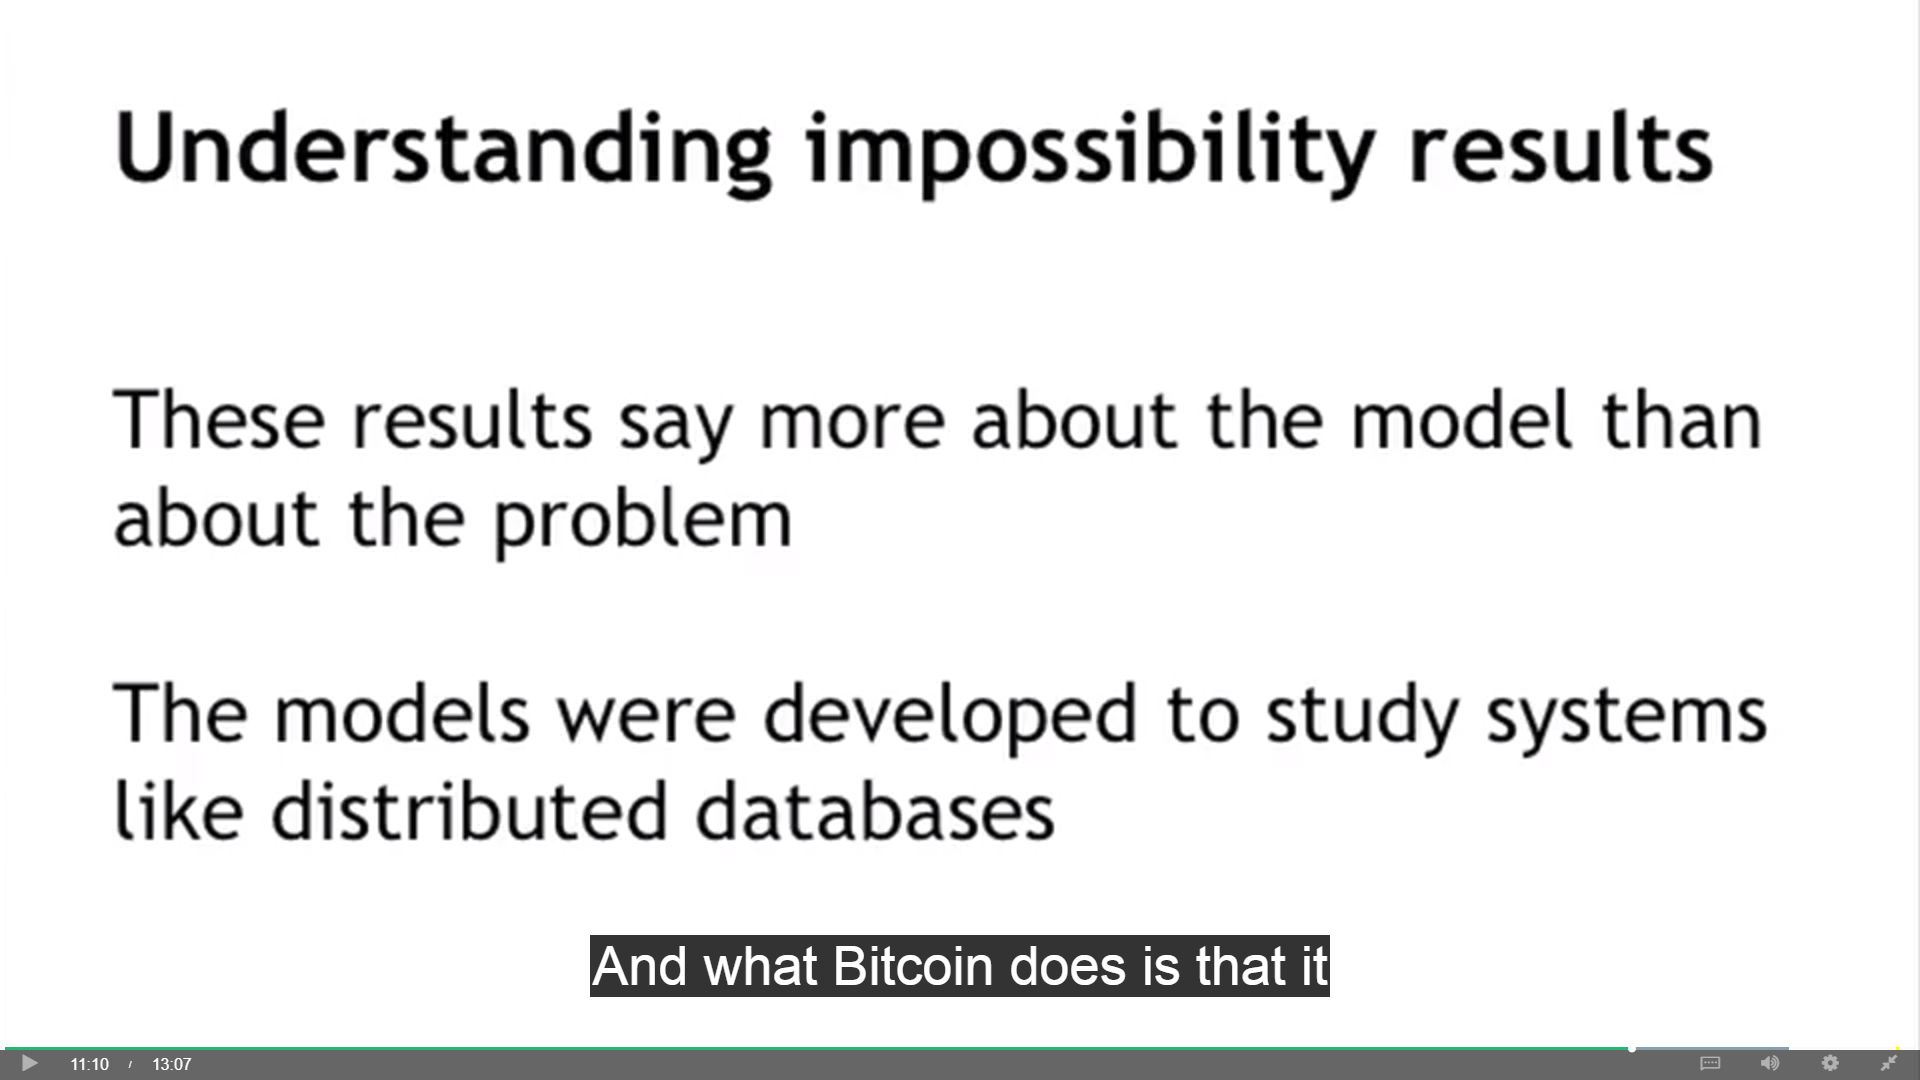 Understanding impossibility results
These results say more about the model than
about the problem
The models were developed to study systems
like distributed databases
And what Bitcoin does is that it
11:10 / 13:07